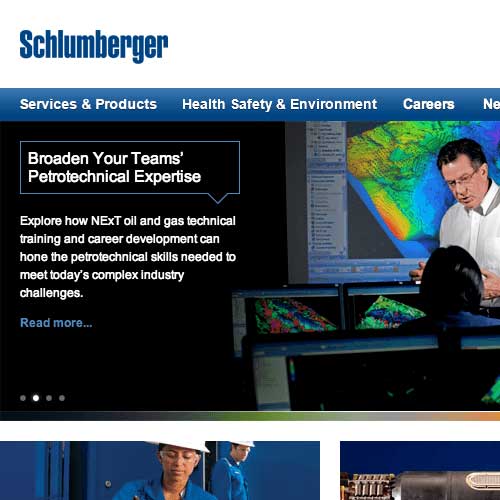 Schlumberger
Services & Products Health Safety & Environment Careers Ne
Broaden Your Teams'
Petrotechnical Expertise
Explore how NExT oil and gas technical
training and career development can
hone the petrotechnical skills needed to
meet today's complex industry
challenges.
Read more...